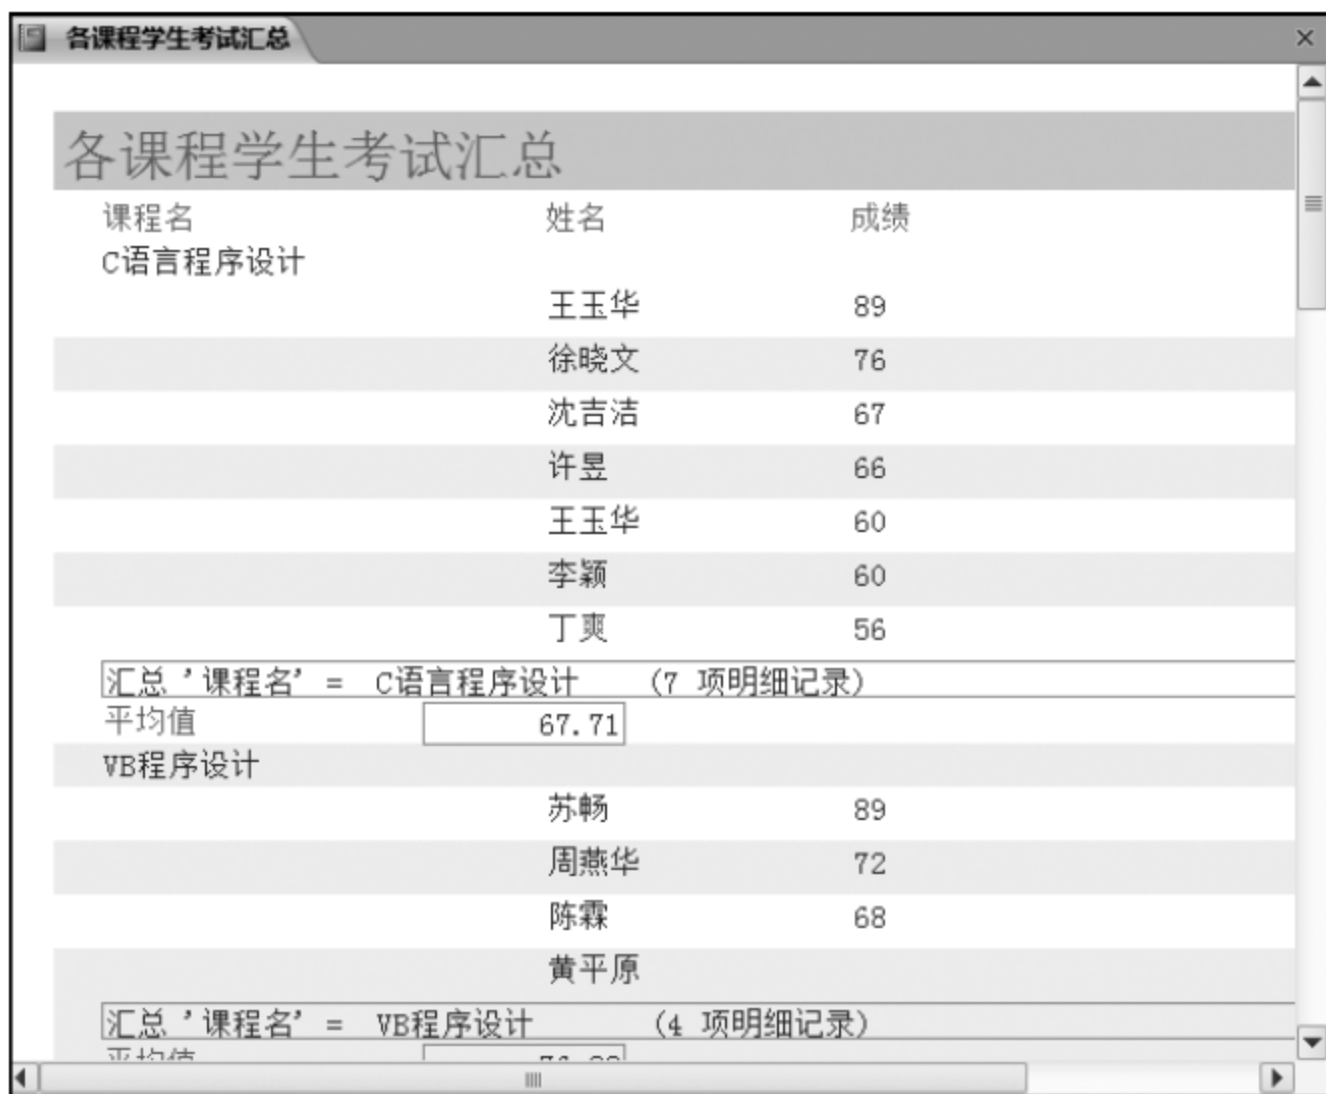 各课程学生考试汇总
各课程学生考试汇总
课程名 姓名 成绩
C语言程序设计
王玉华 89
徐晓文 76
沈吉洁 67
许昱 66
王玉华 60
李颖 60
丁爽 56
汇总 '课程名' = C语言程序设计 (7 项明细记录)
平均值 67.71
VB程序设计
苏畅 89
周燕华 72
陈霖 68
黄平原
汇总 '课程名' = VB程序设计 (4 项明细记录)
平均值